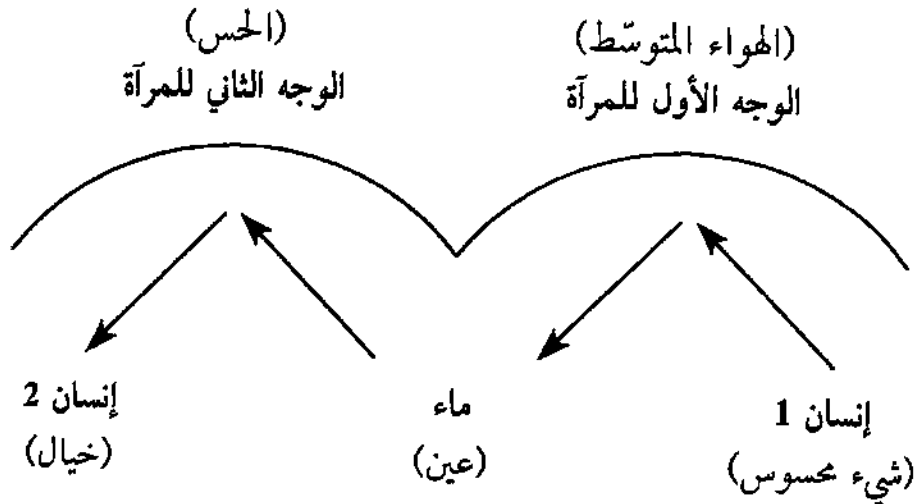 (الهواء المتوسّط)
الوجه الأول للمرآة
(الحس)
الوجه الثاني للمرآة
إنسان 1
(شيء محسوس)
ماء
(عين)
إنسان 2
(خيال)